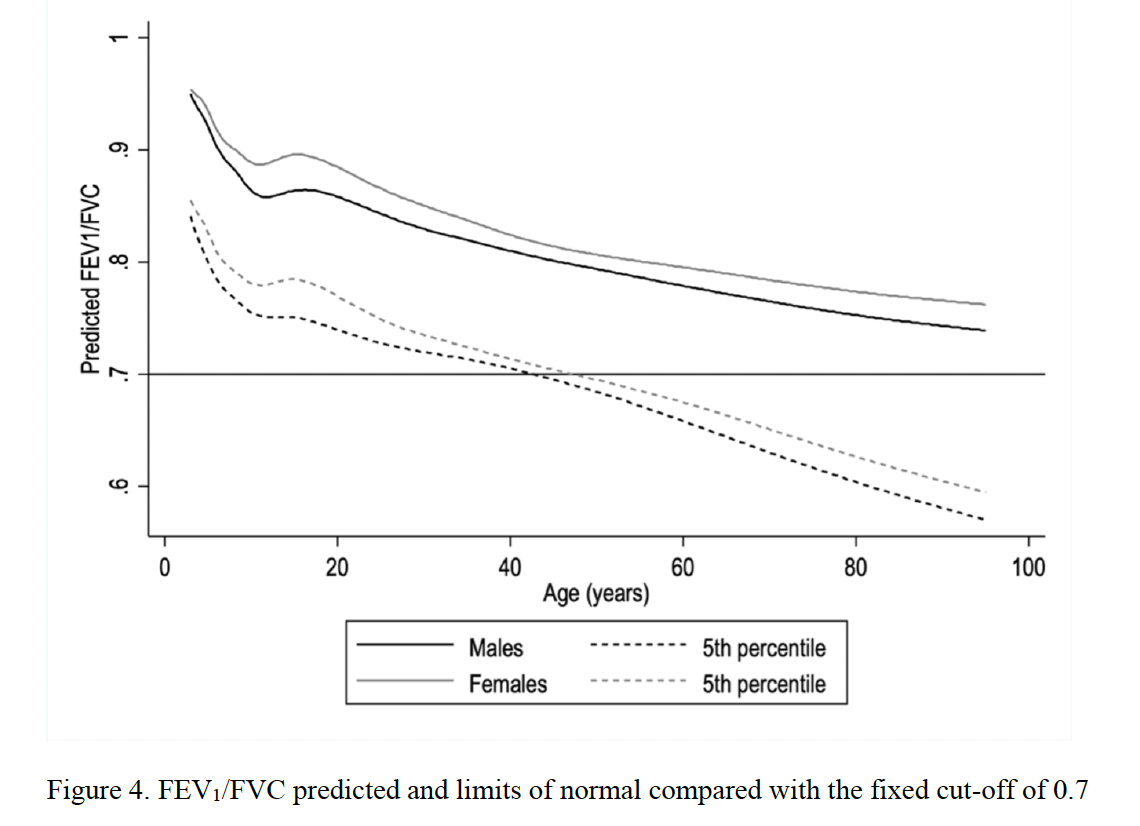 1
.9
.8
.7
.6
Predicted FEV1/FVC
0 20 40 60 80 100
Age (years)
Males 5th percentile
Females 5th percentile
Figure 4. FEV₁/FVC predicted and limits of normal compared with the fixed cut-off of 0.7